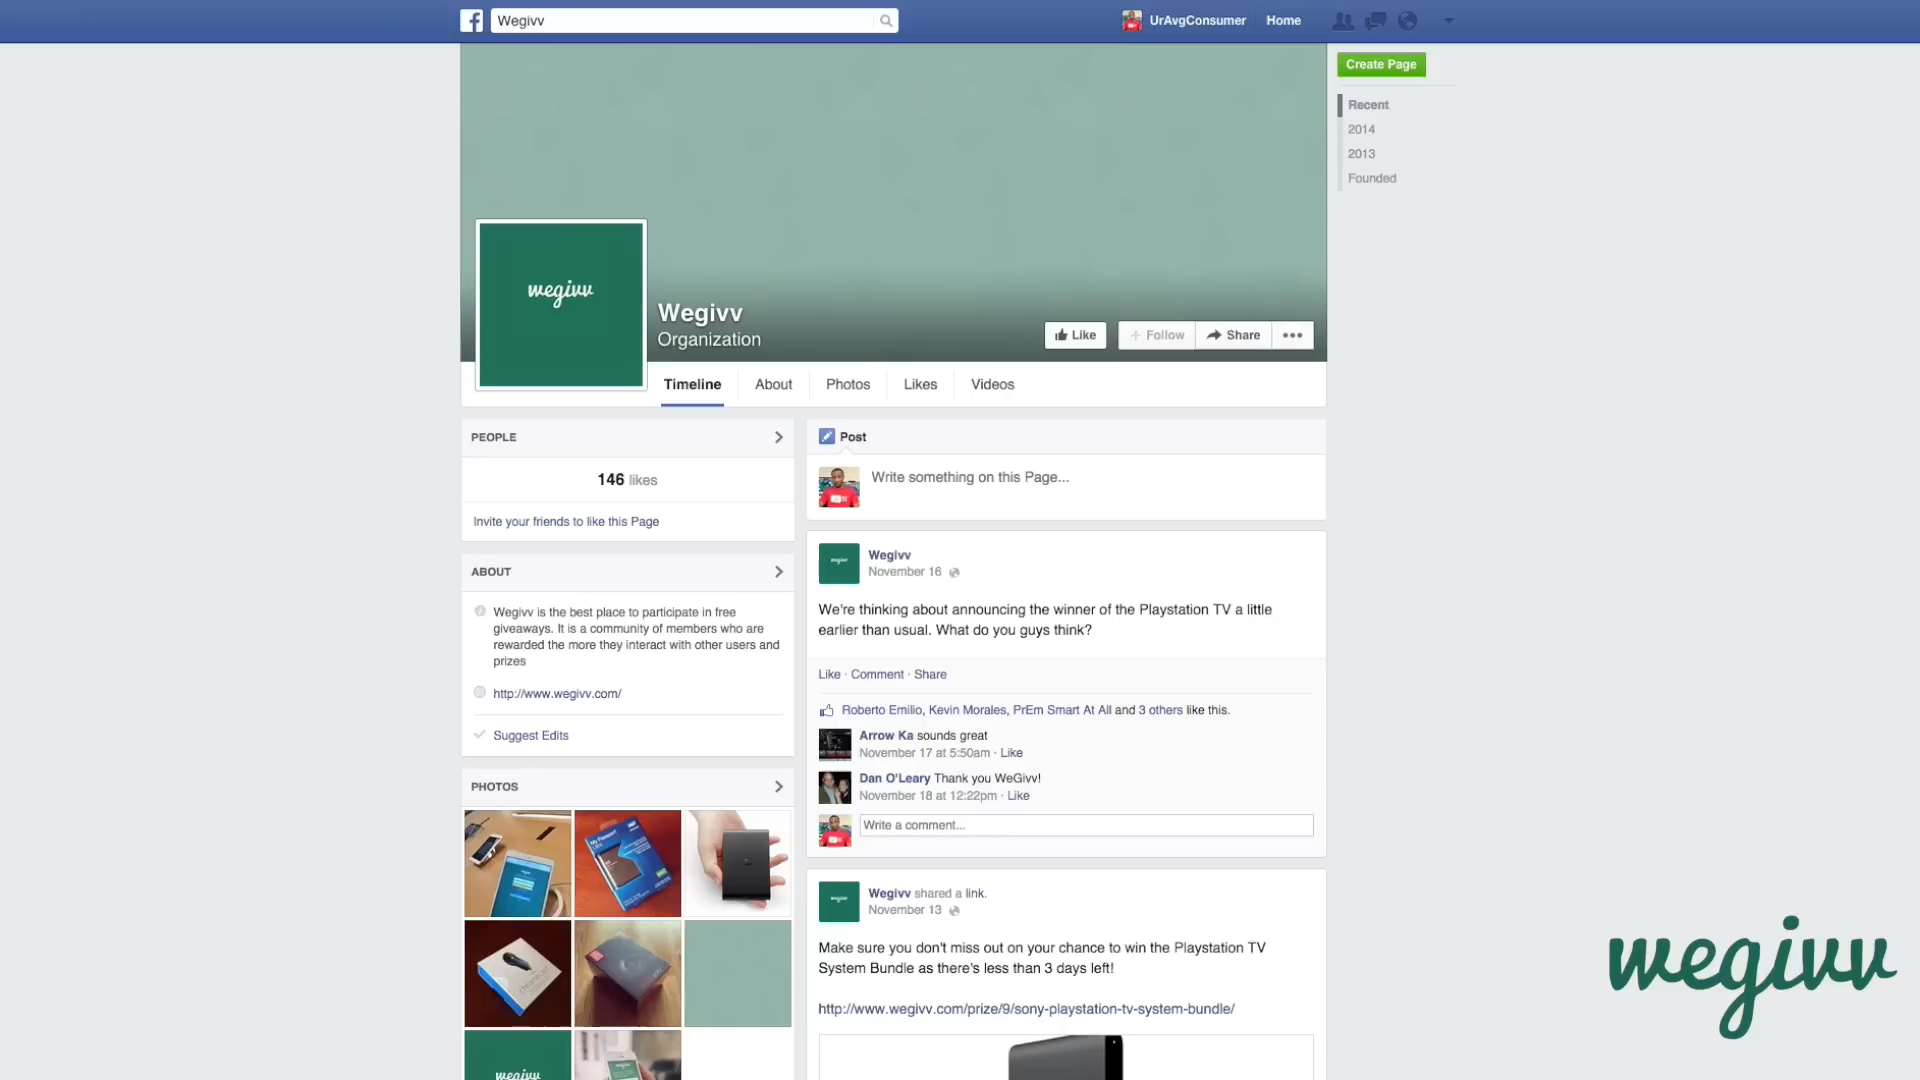 Wegivv
UrAvgConsumer
Home
Create Page
Recent
2014
2013
Founded
wegivv
Wegivv
Organization
Like
Follow
Share
Timeline
About
Photos
Likes
Videos
PEOPLE
146 likes
Invite your friends to like this Page
ABOUT
Wegivv is the best place to participate in free
giveaways. It is a community of members who are
rewarded the more they interact with other users and
prizes
http://www.wegivv.com/
Suggest Edits
PHOTOS
wegivv
Post
Write something on this Page...
wegivv
Wegivv
November 16
We're thinking about announcing the winner of the Playstation TV a little
earlier than usual. What do you guys think?
Like · Comment · Share
Roberto Emilio, Kevin Morales, PrEm Smart At All and 3 others like this.
Arrow Ka sounds great
November 17 at 5:50am · Like
Dan O'Leary Thank you WeGivv!
November 18 at 12:22pm · Like
Write a comment...
wegivv
Wegivv shared a link.
November 13
Make sure you don't miss out on your chance to win the Playstation TV
System Bundle as there's less than 3 days left!
http://www.wegivv.com/prize/9/sony-playstation-tv-system-bundle/
wegivv